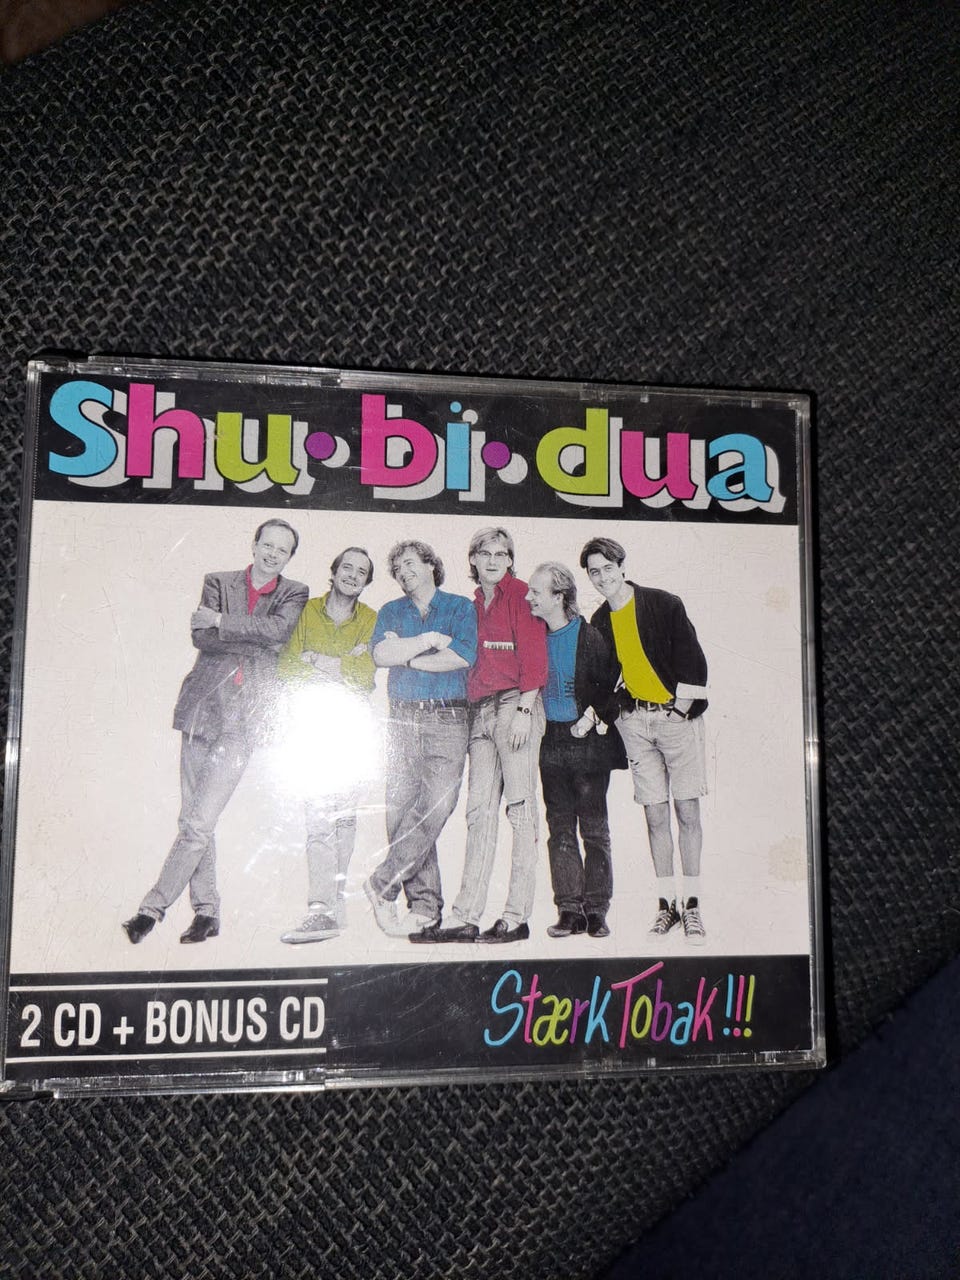 Shu•bi•dua
2 CD + BONUS CD
Stærk Tobak!!!